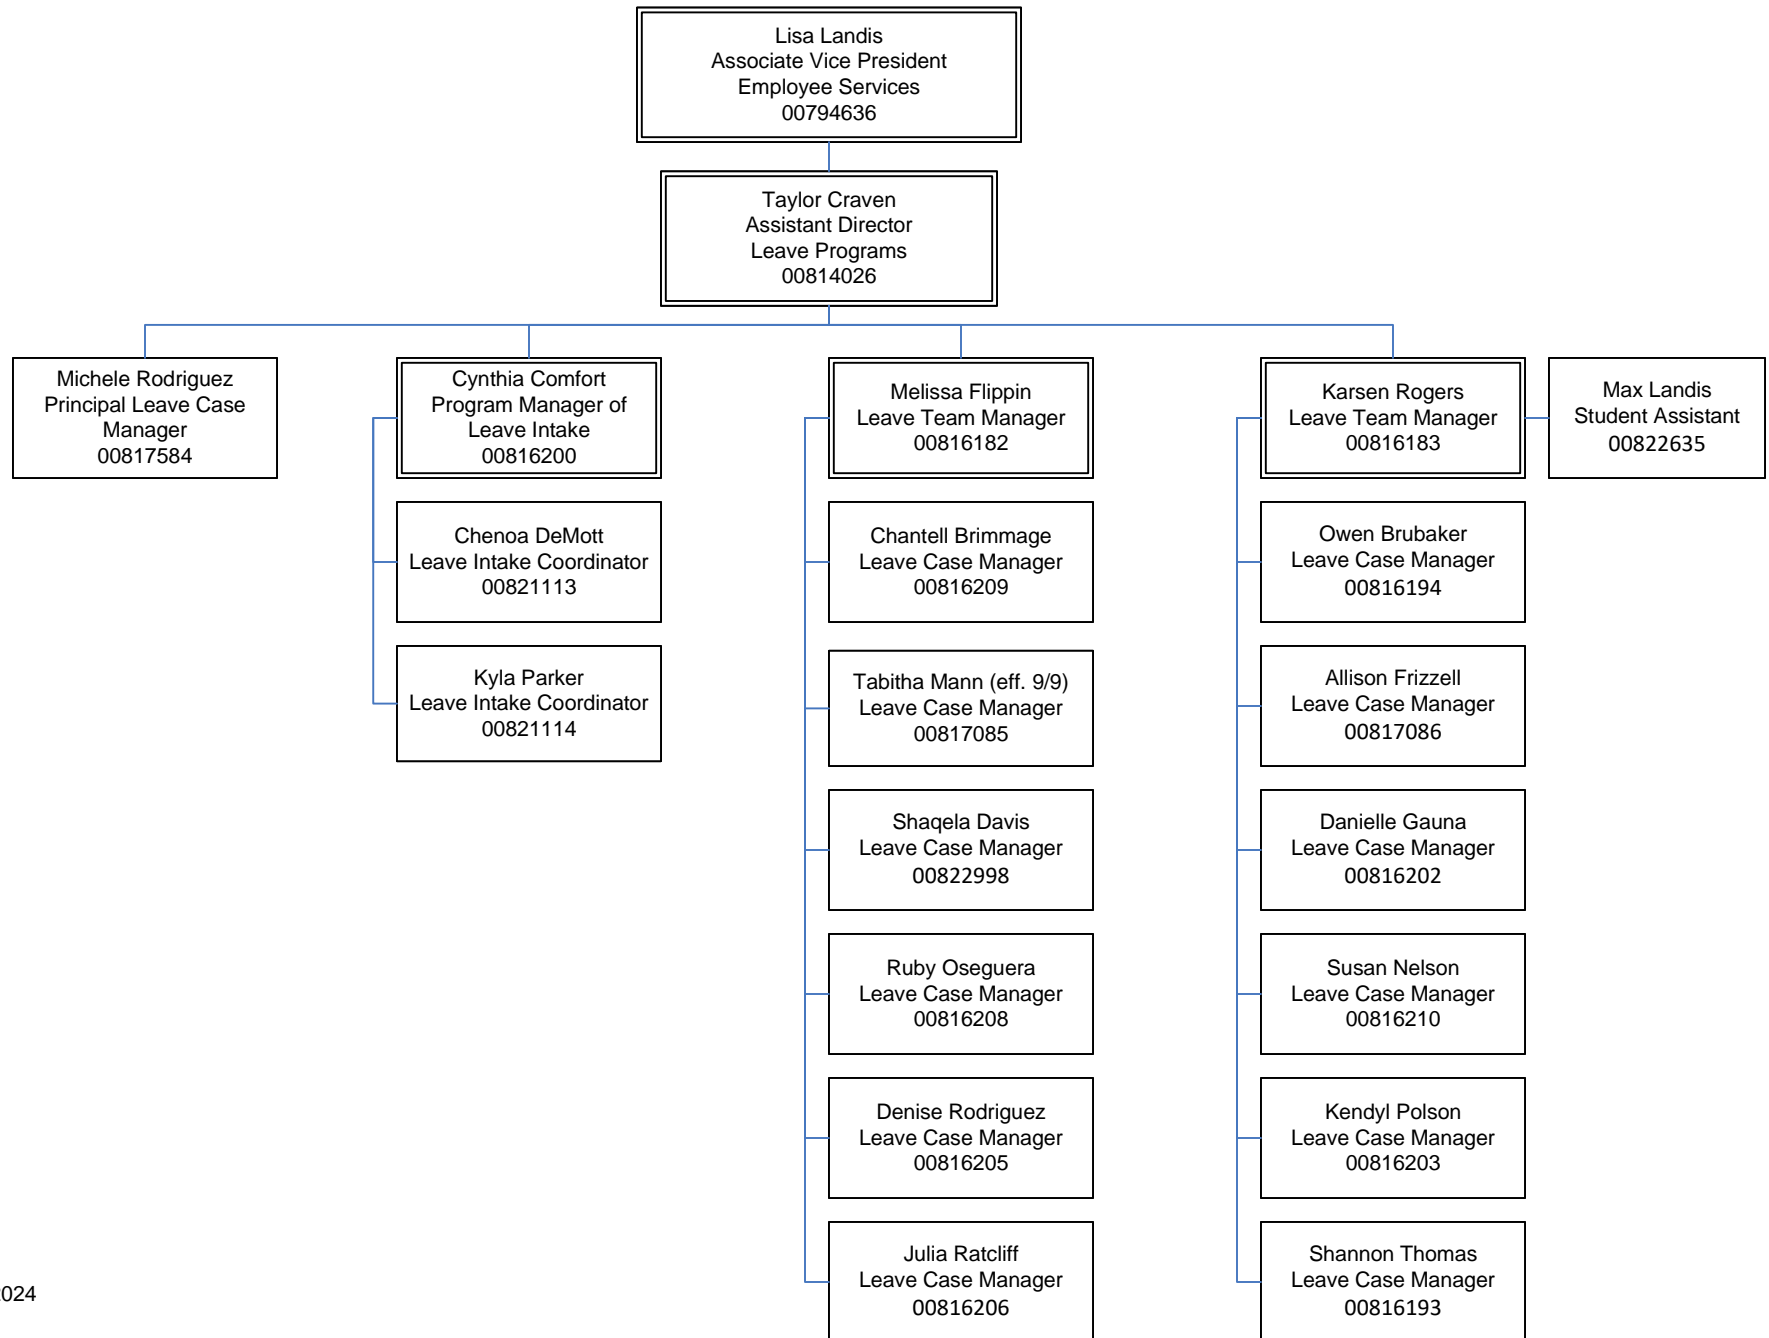 Lisa Landis
Associate Vice President
Employee Services
00794636
Taylor Craven
Assistant Director
Leave Programs
00814026
Michele Rodriguez
Principal Leave Case
Manager
00817584
Cynthia Comfort
Program Manager of
Leave Intake
00816200
Chenoa DeMott
Leave Intake Coordinator
00821113
Kyla Parker
Leave Intake Coordinator
00821114
Melissa Flippin
Leave Team Manager
00816182
Chantell Brimmage
Leave Case Manager
00816209
Tabitha Mann (eff. 9/9)
Leave Case Manager
00817085
Shaqela Davis
Leave Case Manager
00822998
Ruby Oseguera
Leave Case Manager
00816208
Denise Rodriguez
Leave Case Manager
00816205
Julia Ratcliff
Leave Case Manager
00816206
Karsen Rogers
Leave Team Manager
00816183
Max Landis
Student Assistant
00822635
Owen Brubaker
Leave Case Manager
00816194
Allison Frizzell
Leave Case Manager
00817086
Danielle Gauna
Leave Case Manager
00816202
Susan Nelson
Leave Case Manager
00816210
Kendyl Polson
Leave Case Manager
00816203
Shannon Thomas
Leave Case Manager
00816193
024